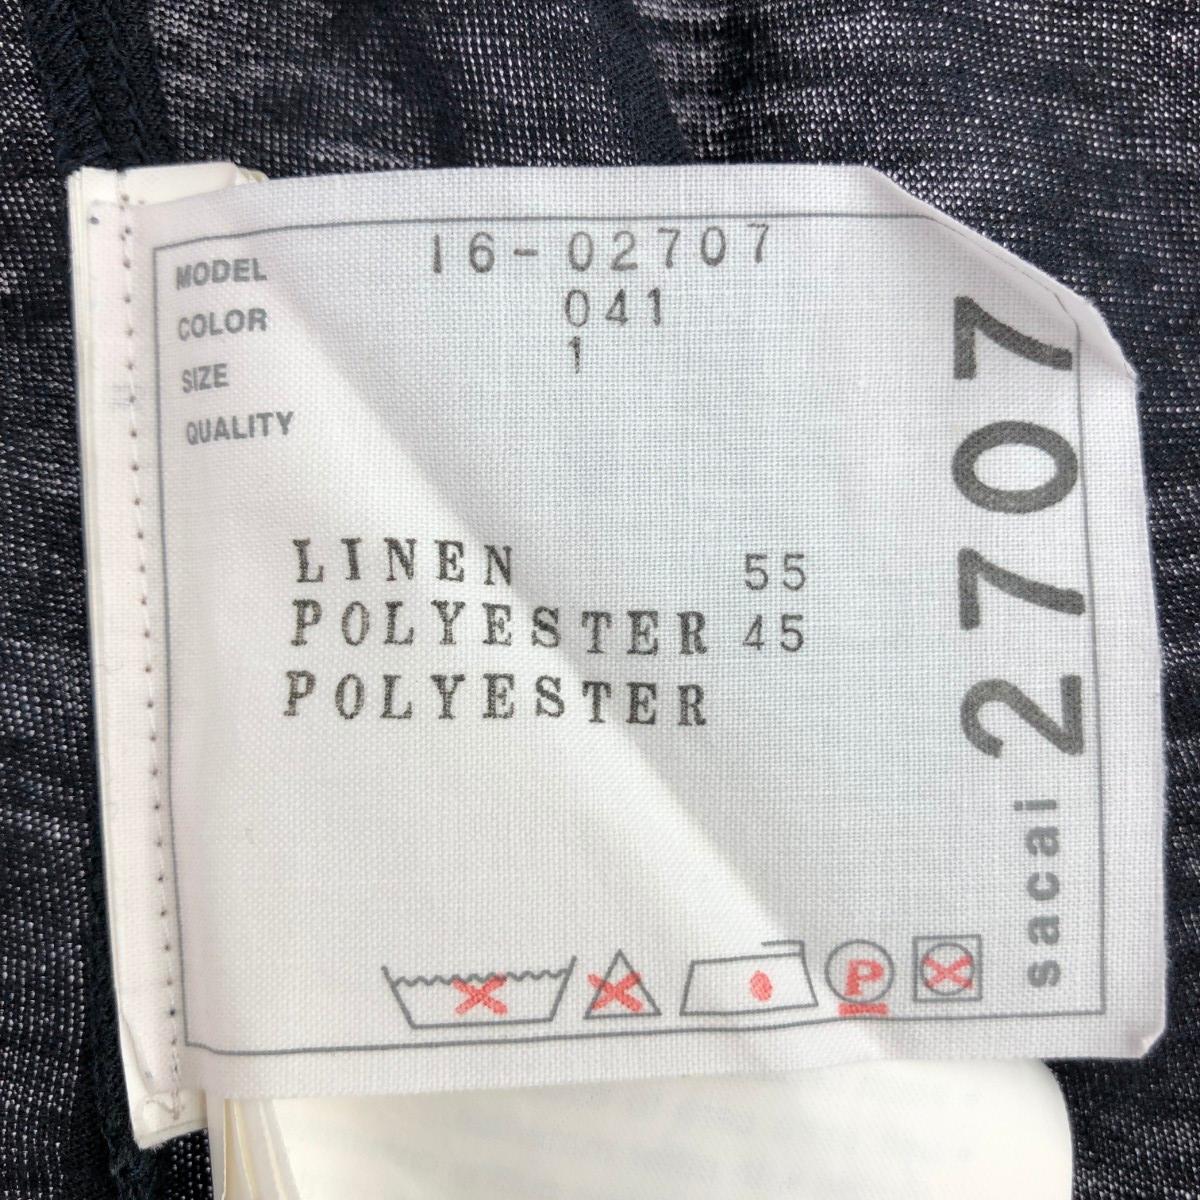 MODEL 16-02707
COLOR 041
SIZE 1
QUALITY
LINEN 55
POLYESTER 45
POLYESTER
P
sacai 2707